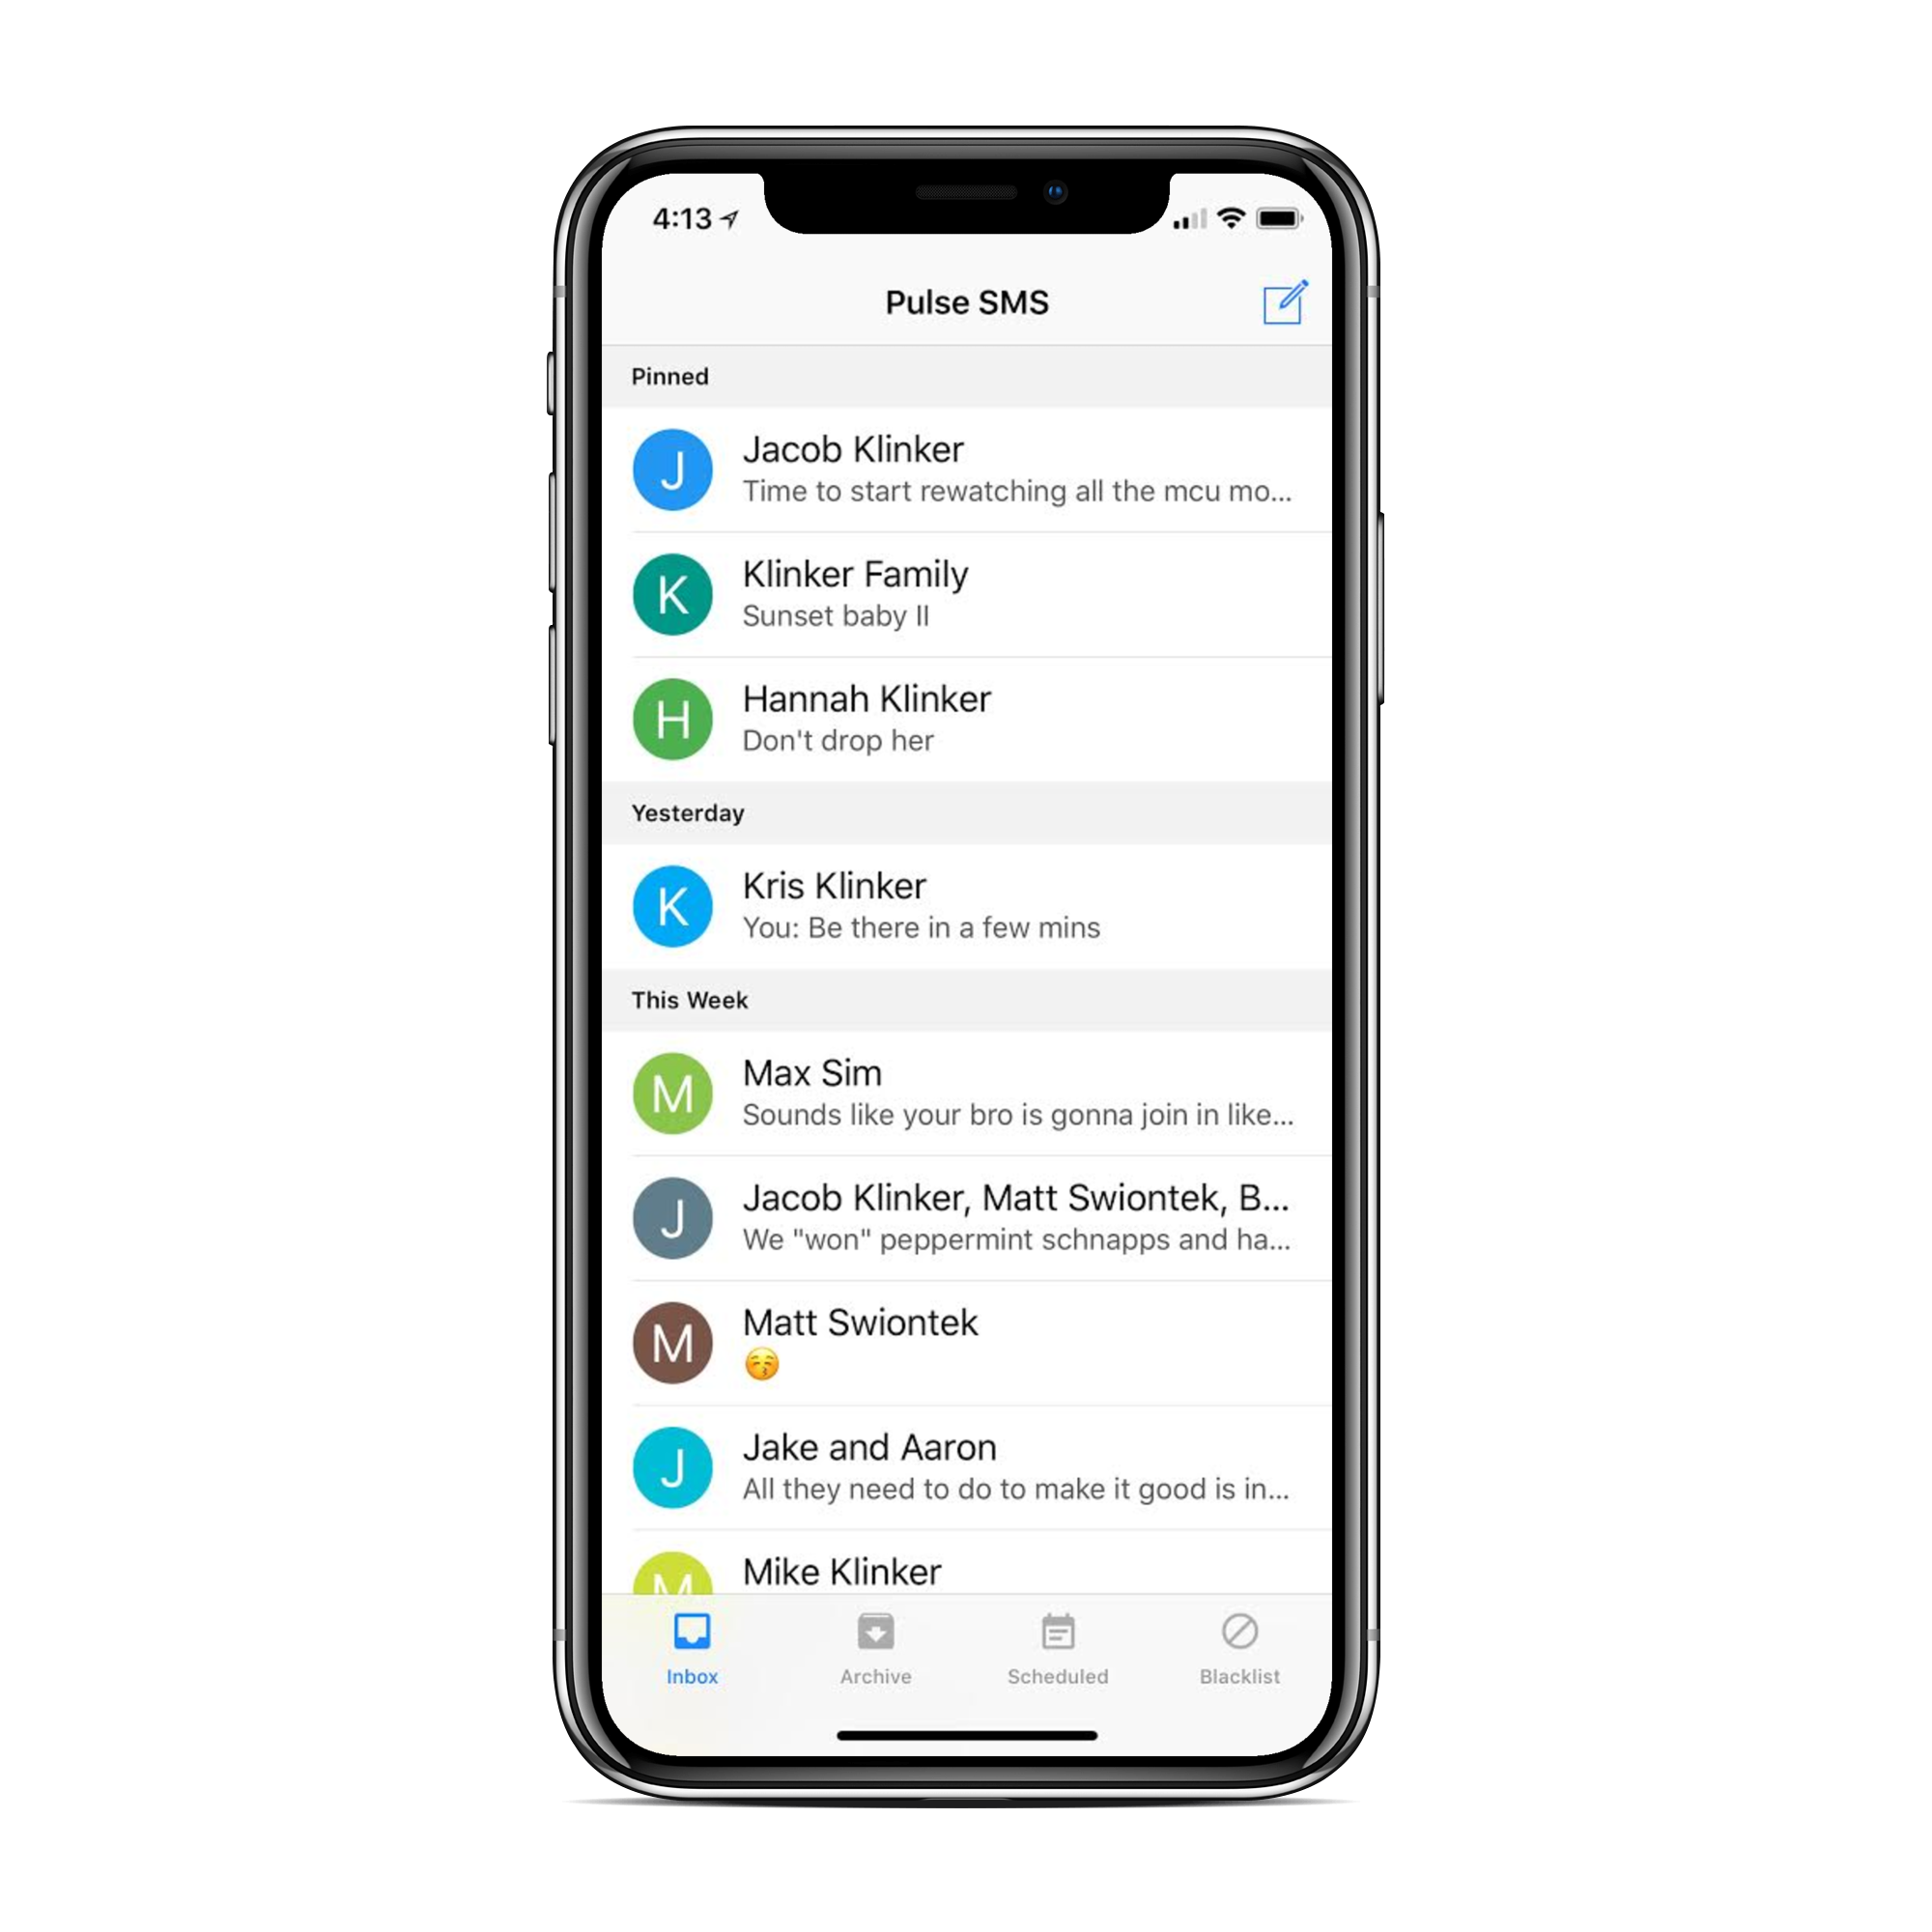 4:13
Pulse SMS
Pinned
J
Jacob Klinker
Time to start rewatching all the mcu mo...
K
Klinker Family
Sunset baby II
H
Hannah Klinker
Don't drop her
Yesterday
K
Kris Klinker
You: Be there in a few mins
This Week
M
Max Sim
Sounds like your bro is gonna join in like...
J
Jacob Klinker, Matt Swiontek, B...
We "won" peppermint schnapps and ha...
M
Matt Swiontek
😚
J
Jake and Aaron
All they need to do to make it good is in...
M
Mike Klinker
Inbox
Archive
Scheduled
Blacklist